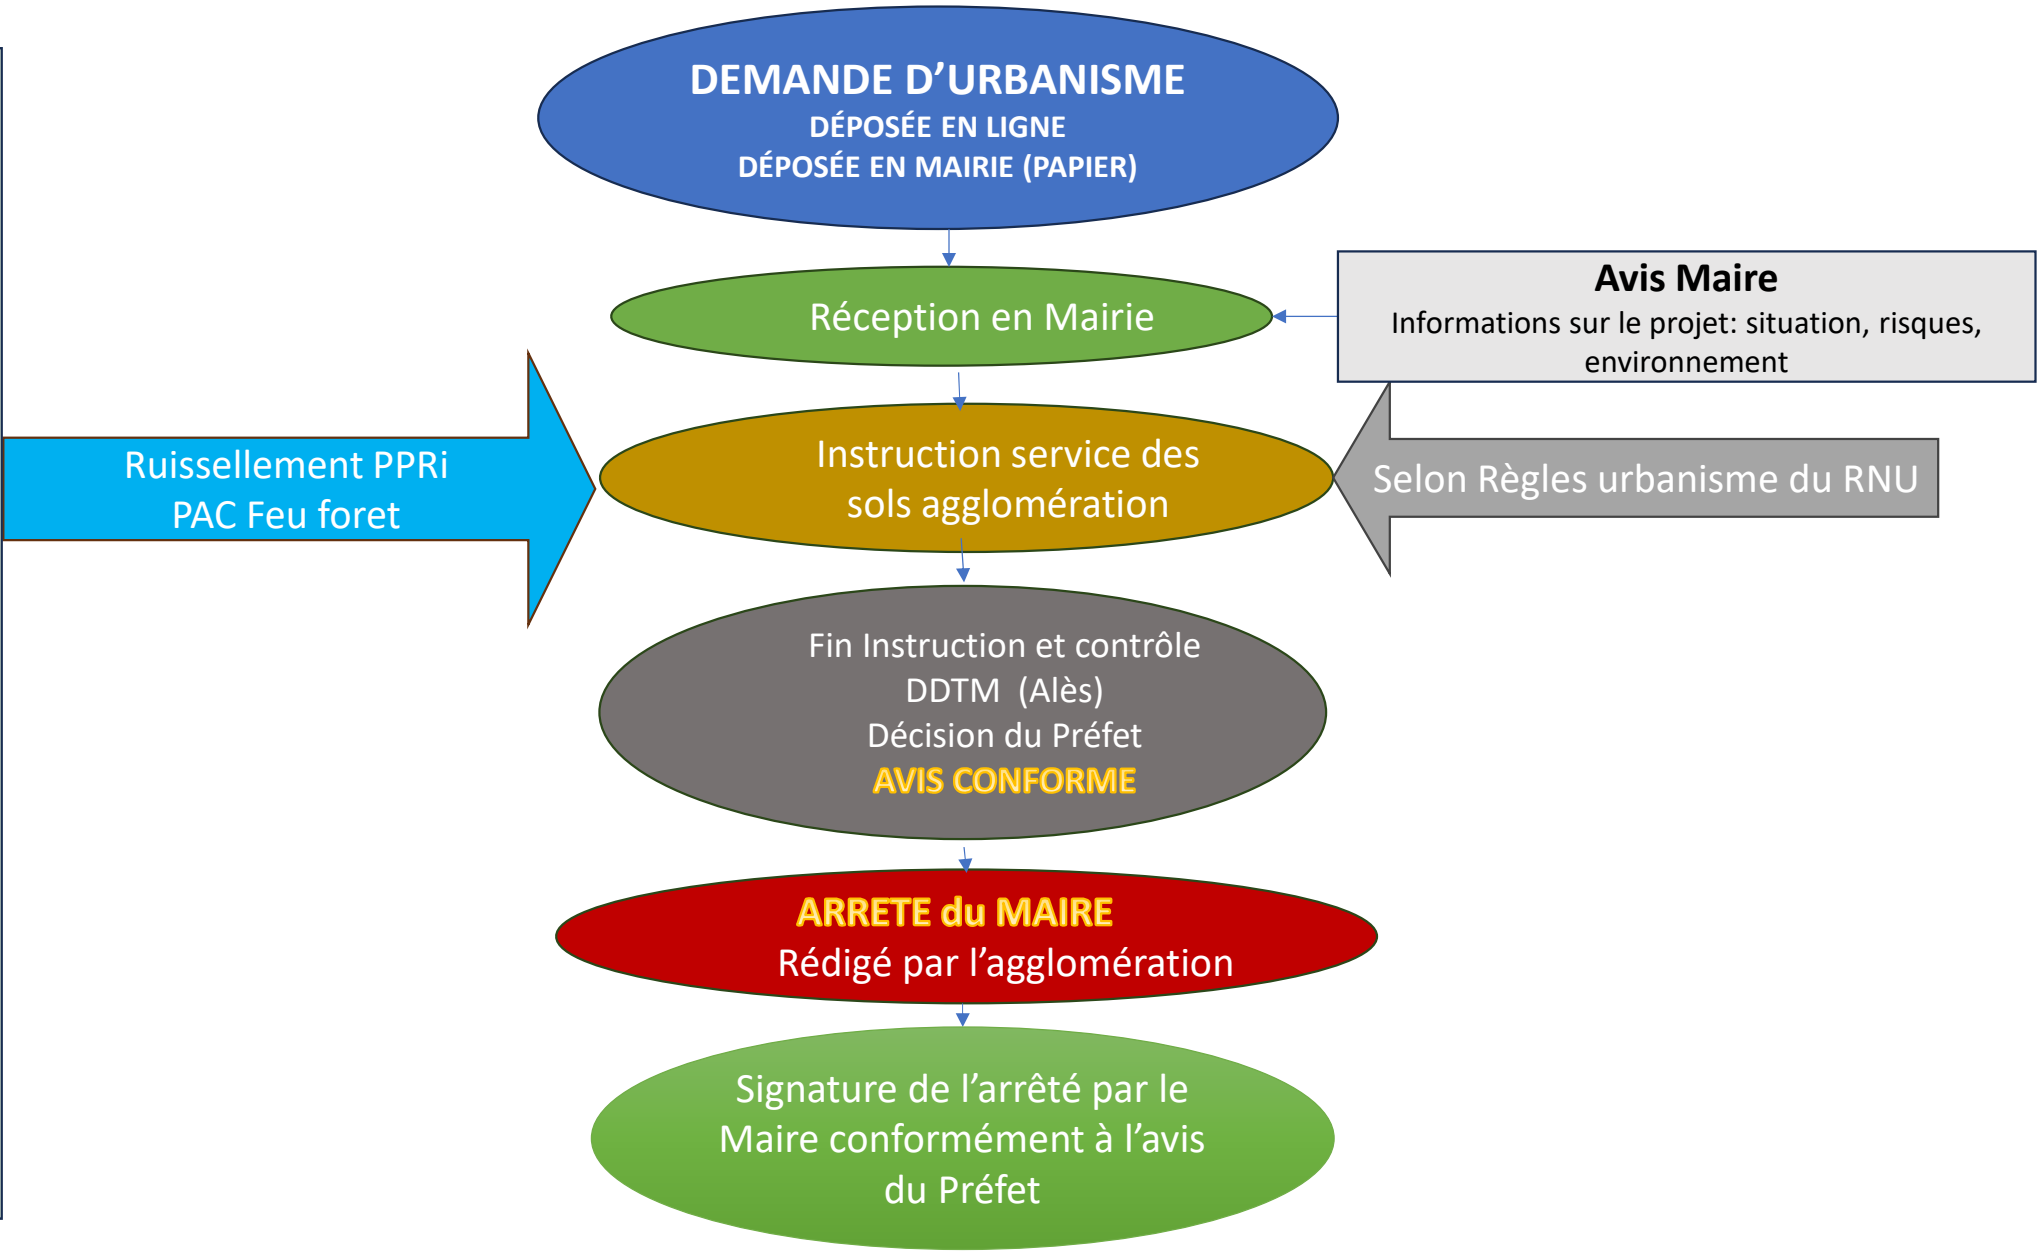 DEMANDE D’URBANISME
DÉPOSÉE EN LIGNE
DÉPOSÉE EN MAIRIE (PAPIER)
Réception en Mairie
Avis Maire
Informations sur le projet: situation, risques,
environnement
Ruissellement PPRi
PAC Feu foret
Instruction service des
sols agglomération
Selon Règles urbanisme du RNU
Fin Instruction et contrôle
DDTM (Alès)
Décision du Préfet
AVIS CONFORME
ARRETE du MAIRE
Rédigé par l’agglomération
Signature de l’arrêté par le
Maire conformément à l’avis
du Préfet